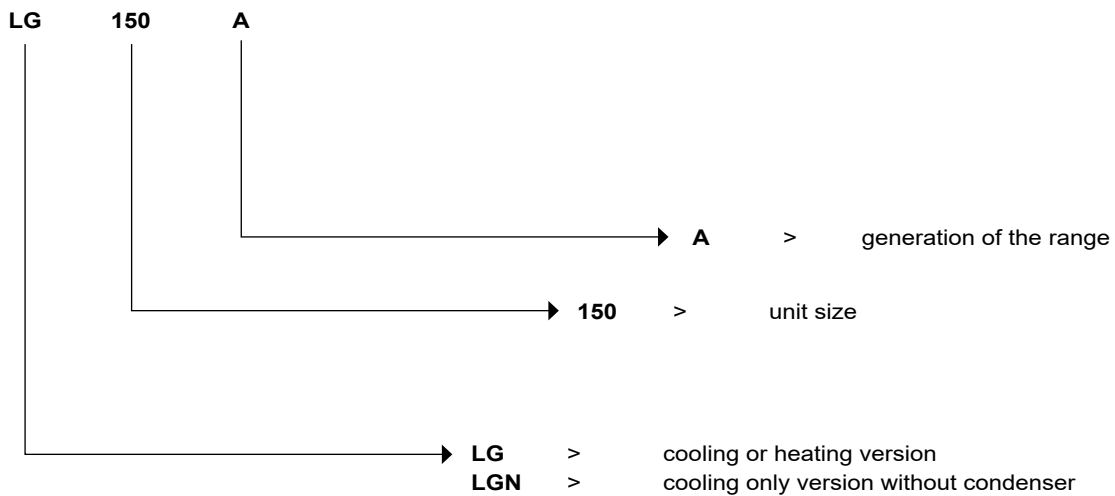 LG 150 A
A > generation of the range
150 > unit size
LG > cooling or heating version
LGN > cooling only version without condenser